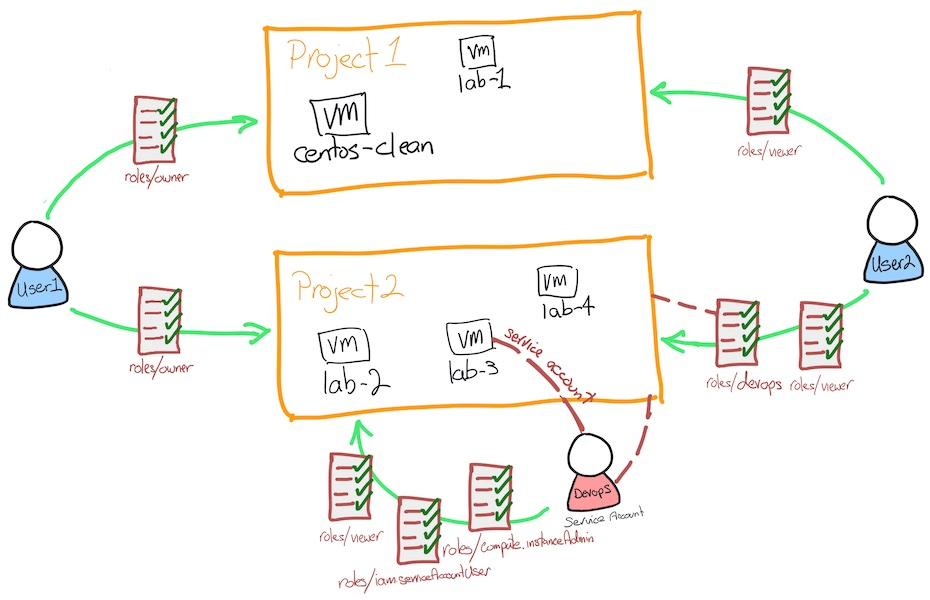 Project 1
vm
lab-1
vm
centos-clean
roles/owner
roles/viewer
User1
User2
Project 2
vm
lab-4
vm
lab-2
vm
lab-3
service account
roles/owner
roles/devops
roles/viewer
Devops
Service Account
roles/viewer
roles/iam.serviceAccountUser
roles/compute.instanceAdmin